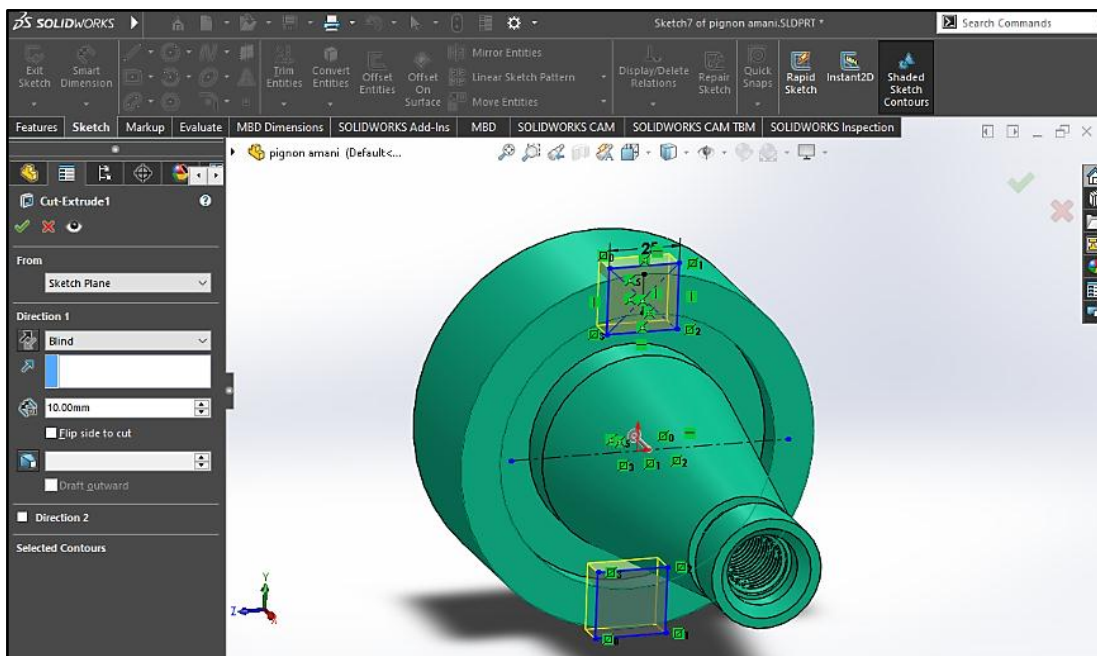 SOLIDWORKS
Sketch7 of pignon amani.SLDPRT *
Search Commands
Exit Sketch
Smart Dimension
Trim Entities
Convert Entities
Offset Entities
Offset On Surface
Mirror Entities
Linear Sketch Pattern
Move Entities
Display/Delete Relations
Repair Sketch
Quick Snaps
Rapid Sketch
Instant2D
Shaded Sketch Contours
Features Sketch Markup Evaluate MBD Dimensions SOLIDWORKS Add-Ins MBD SOLIDWORKS CAM SOLIDWORKS CAM TBM SOLIDWORKS Inspection
pignon amani (Default<...
Cut-Extrude1
From
Sketch Plane
Direction 1
Blind
10.00mm
Flip side to cut
Draft outward
Direction 2
Selected Contours
Y
Z
X